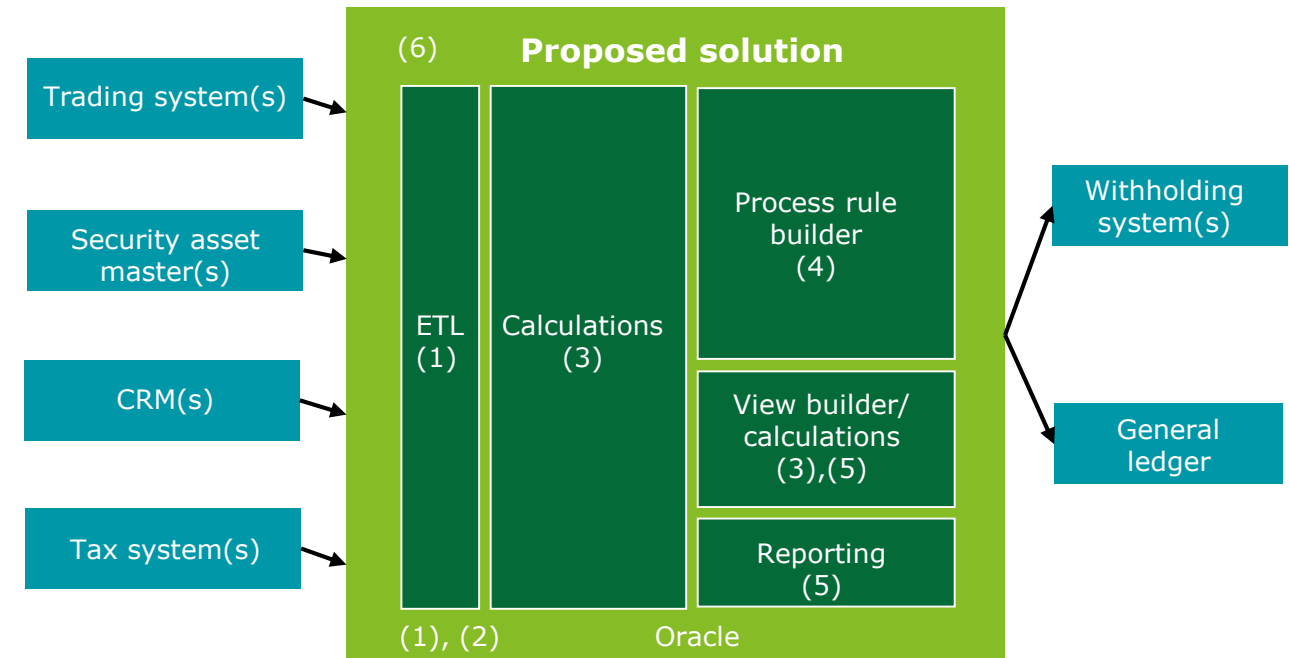 (6) Proposed solution
Trading system(s)
Security asset
master(s)
CRM(s)
Tax system(s)
ETL
(1)
Calculations
(3)
Process rule
builder
(4)
View builder/
calculations
(3),(5)
Reporting
(5)
(1), (2) Oracle
Withholding
system(s)
General
ledger